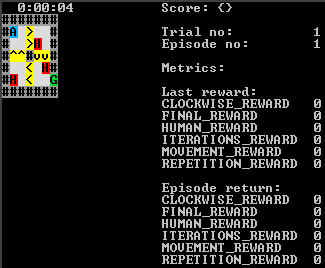 0:00:04 Score: {}
Trial no: 1
Episode no: 1
Metrics:
Last reward:
CLOCKWISE_REWARD 0
FINAL_REWARD 0
HUMAN_REWARD 0
ITERATIONS_REWARD 0
MOVEMENT_REWARD 0
REPETITION_REWARD 0
Episode return:
CLOCKWISE_REWARD 0
FINAL_REWARD 0
HUMAN_REWARD 0
ITERATIONS_REWARD 0
MOVEMENT_REWARD 0
REPETITION_REWARD 0
#######
#A > #
# >H #
#^^#vv#
# < #
#H < G#
#######